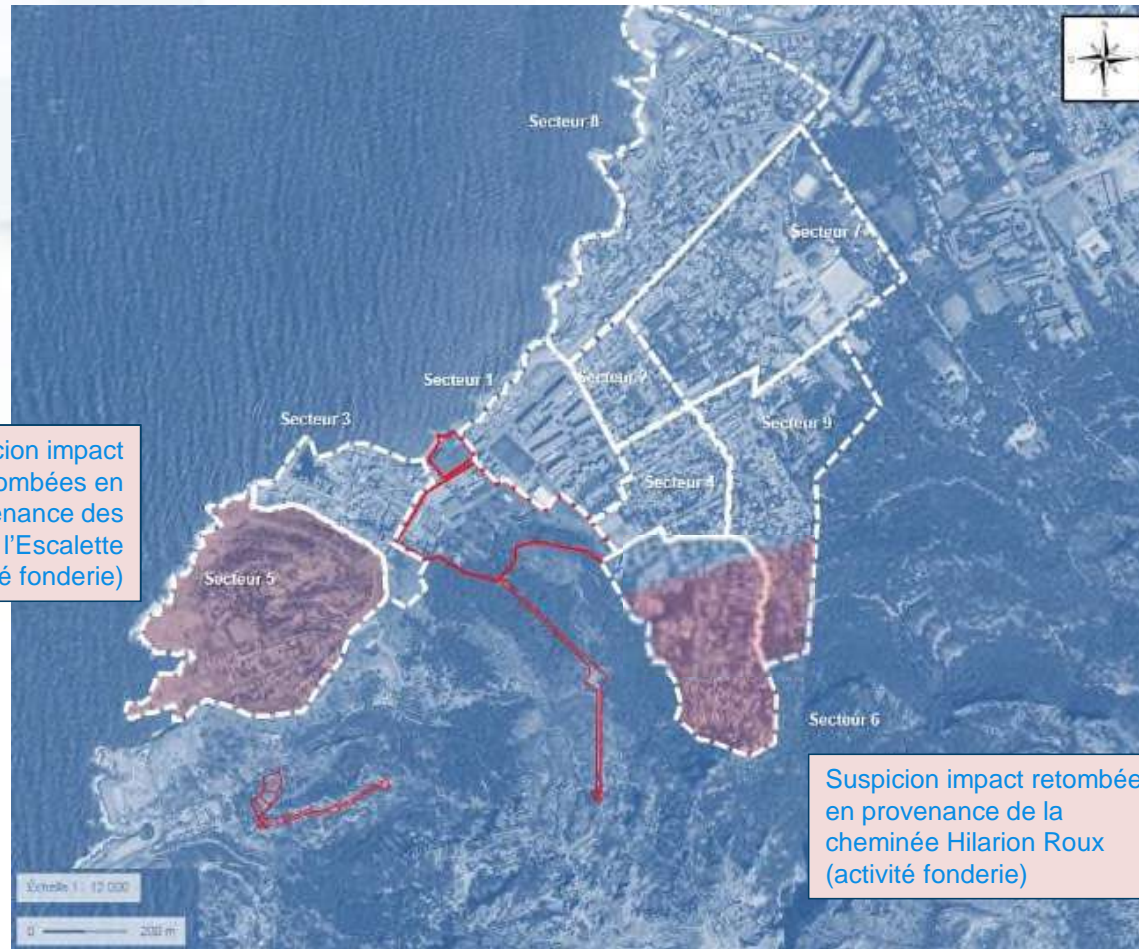 Secteur 8
Secteur 7
Secteur 1
Secteur 2
Secteur 3
Secteur 9
Secteur 4
Secteur 5
Secteur 6
cion impact
ombées en
enance des
l'Escalette
é fonderie)
Suspicion impact retombée
en provenance de la
cheminée Hilarion Roux
(activité fonderie)
Échelle 1 : 12 000
0 200 m